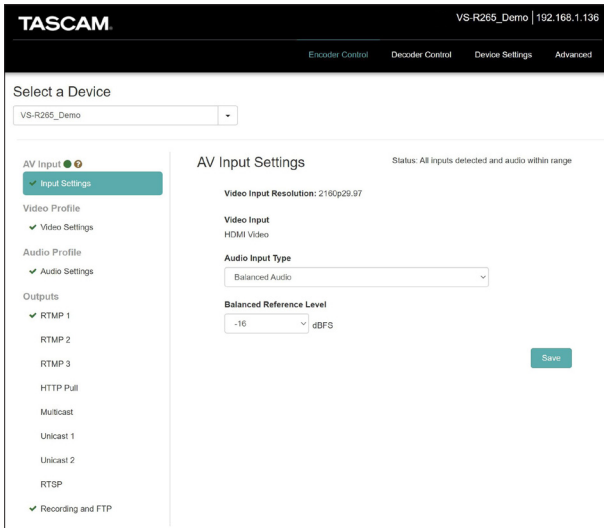 TASCAM.
VS-R265_Demo | 192.168.1.136
Encoder Control Decoder Control Device Settings Advanced
Select a Device
VS-R265_Demo
AV Input
Input Settings
Video Profile
Video Settings
Audio Profile
Audio Settings
Outputs
RTMP 1
RTMP 2
RTMP 3
HTTP Pull
Multicast
Unicast 1
Unicast 2
RTSP
Recording and FTP
AV Input Settings
Status: All inputs detected and audio within range
Video Input Resolution: 2160p29.97
Video Input
HDMI Video
Audio Input Type
Balanced Audio
Balanced Reference Level
-16 dBFS
Save